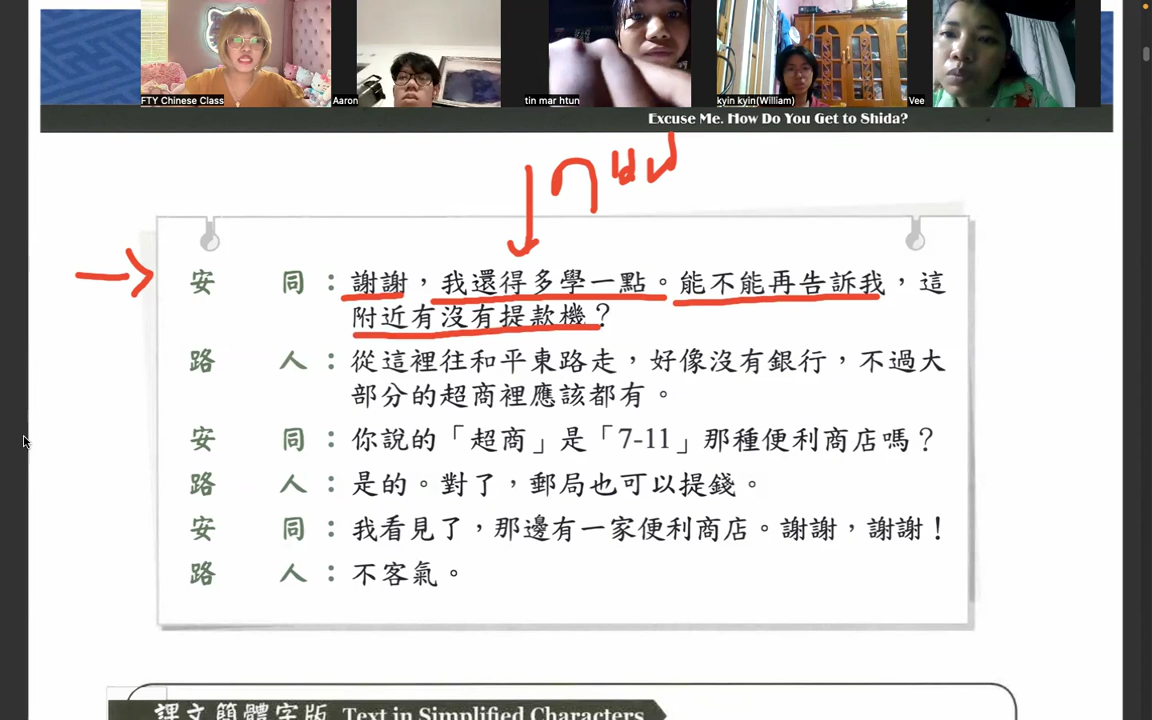 FTY Chinese Class
Aaron
tin mar htun
kyin kyin(William)
Vee
Excuse Me. How Do You Get to Shida?
安同：謝謝，我還得多學一點。能不能再告訴我，這
附近有沒有提款機？
路人：從這裡往和平東路走，好像沒有銀行，不過大
部分的超商裡應該都有。
安同：你說的「超商」是「7-11」那種便利商店嗎？
路人：是的。對了，郵局也可以提錢。
安同：我看見了，那邊有一家便利商店。謝謝，謝謝！
路人：不客氣。
課文簡體字版 Text in Simplified Characters